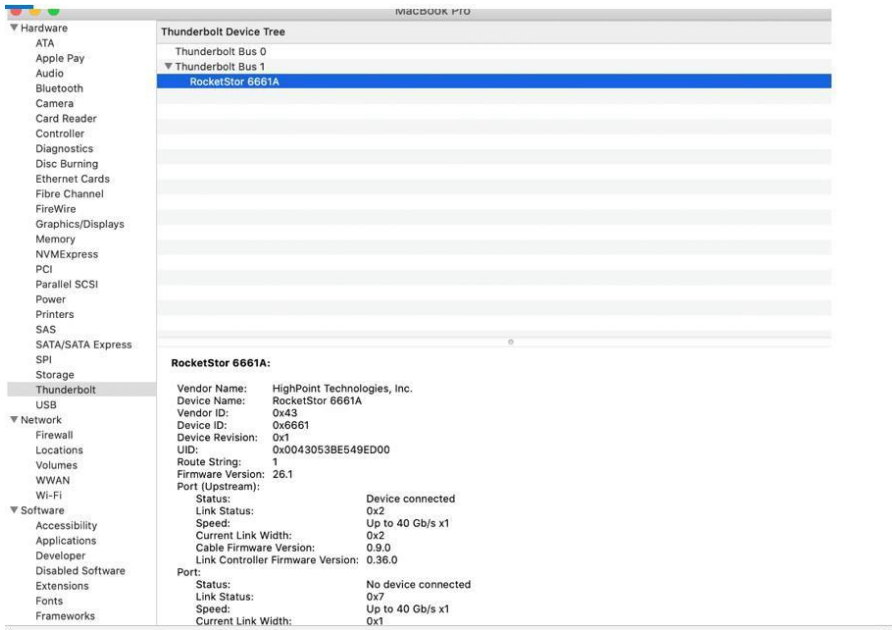 MacBook Pro
Hardware
ATA
Apple Pay
Audio
Bluetooth
Camera
Card Reader
Controller
Diagnostics
Disc Burning
Ethernet Cards
Fibre Channel
FireWire
Graphics/Displays
Memory
NVMExpress
PCI
Parallel SCSI
Power
Printers
SAS
SATA/SATA Express
SPI
Storage
Thunderbolt
USB
Network
Firewall
Locations
Volumes
WWAN
Wi-Fi
Software
Accessibility
Applications
Developer
Disabled Software
Extensions
Fonts
Frameworks
Thunderbolt Device Tree
Thunderbolt Bus 0
Thunderbolt Bus 1
RocketStor 6661A
RocketStor 6661A:
Vendor Name: HighPoint Technologies, Inc.
Device Name: RocketStor 6661A
Vendor ID: 0x43
Device ID: 0x6661
Device Revision: 0x1
UID: 0x0043053BE549ED00
Route String: 1
Firmware Version: 26.1
Port (Upstream):
Status: Device connected
Link Status: 0x2
Speed: Up to 40 Gb/s x1
Current Link Width: 0x2
Cable Firmware Version: 0.9.0
Link Controller Firmware Version: 0.36.0
Port:
Status: No device connected
Link Status: 0x7
Speed: Up to 40 Gb/s x1
Current Link Width: 0x1